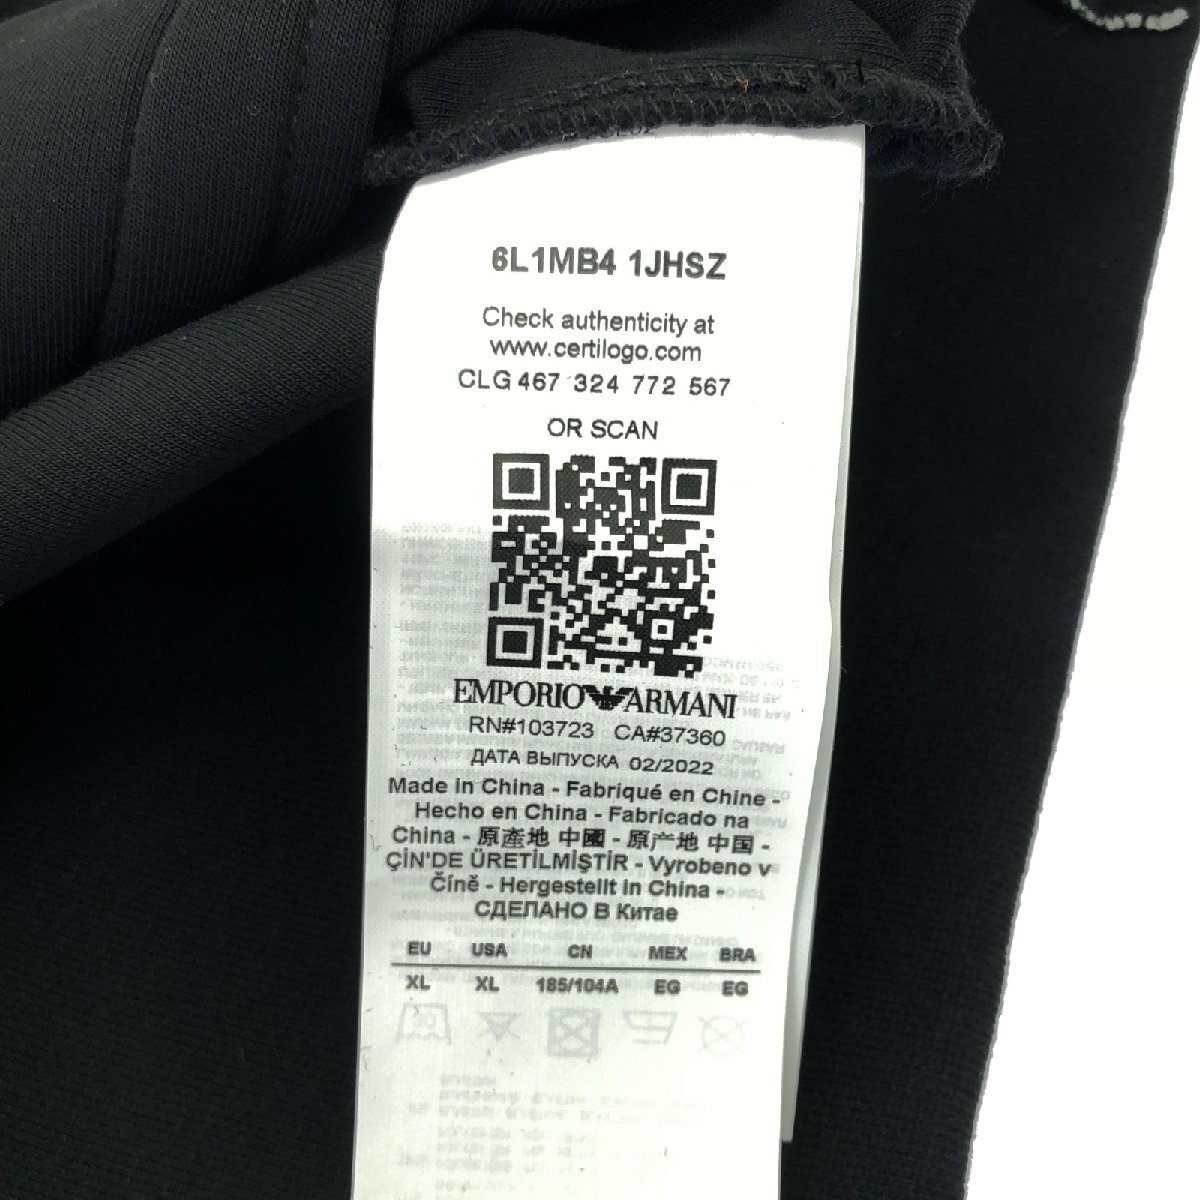 6L1MB4 1JHSZ
Check authenticity at
www.certilogo.com
CLG 467 324 772 567
OR SCAN
EMPORIO ARMANI
RN#103723 CA#37360
ДАТА ВЫПУСКА 02/2022
Made in China - Fabriqué en Chine -
Hecho en China - Fabricado na
China - 原產地 中國 - 原产地 中国 -
ÇİN'DE ÜRETİLMİŞTİR - Vyrobeno v
Číně - Hergestellt in China -
СДЕЛАНО В Китае
EU USA CN MEX BRA
XL XL 185/104A EG EG